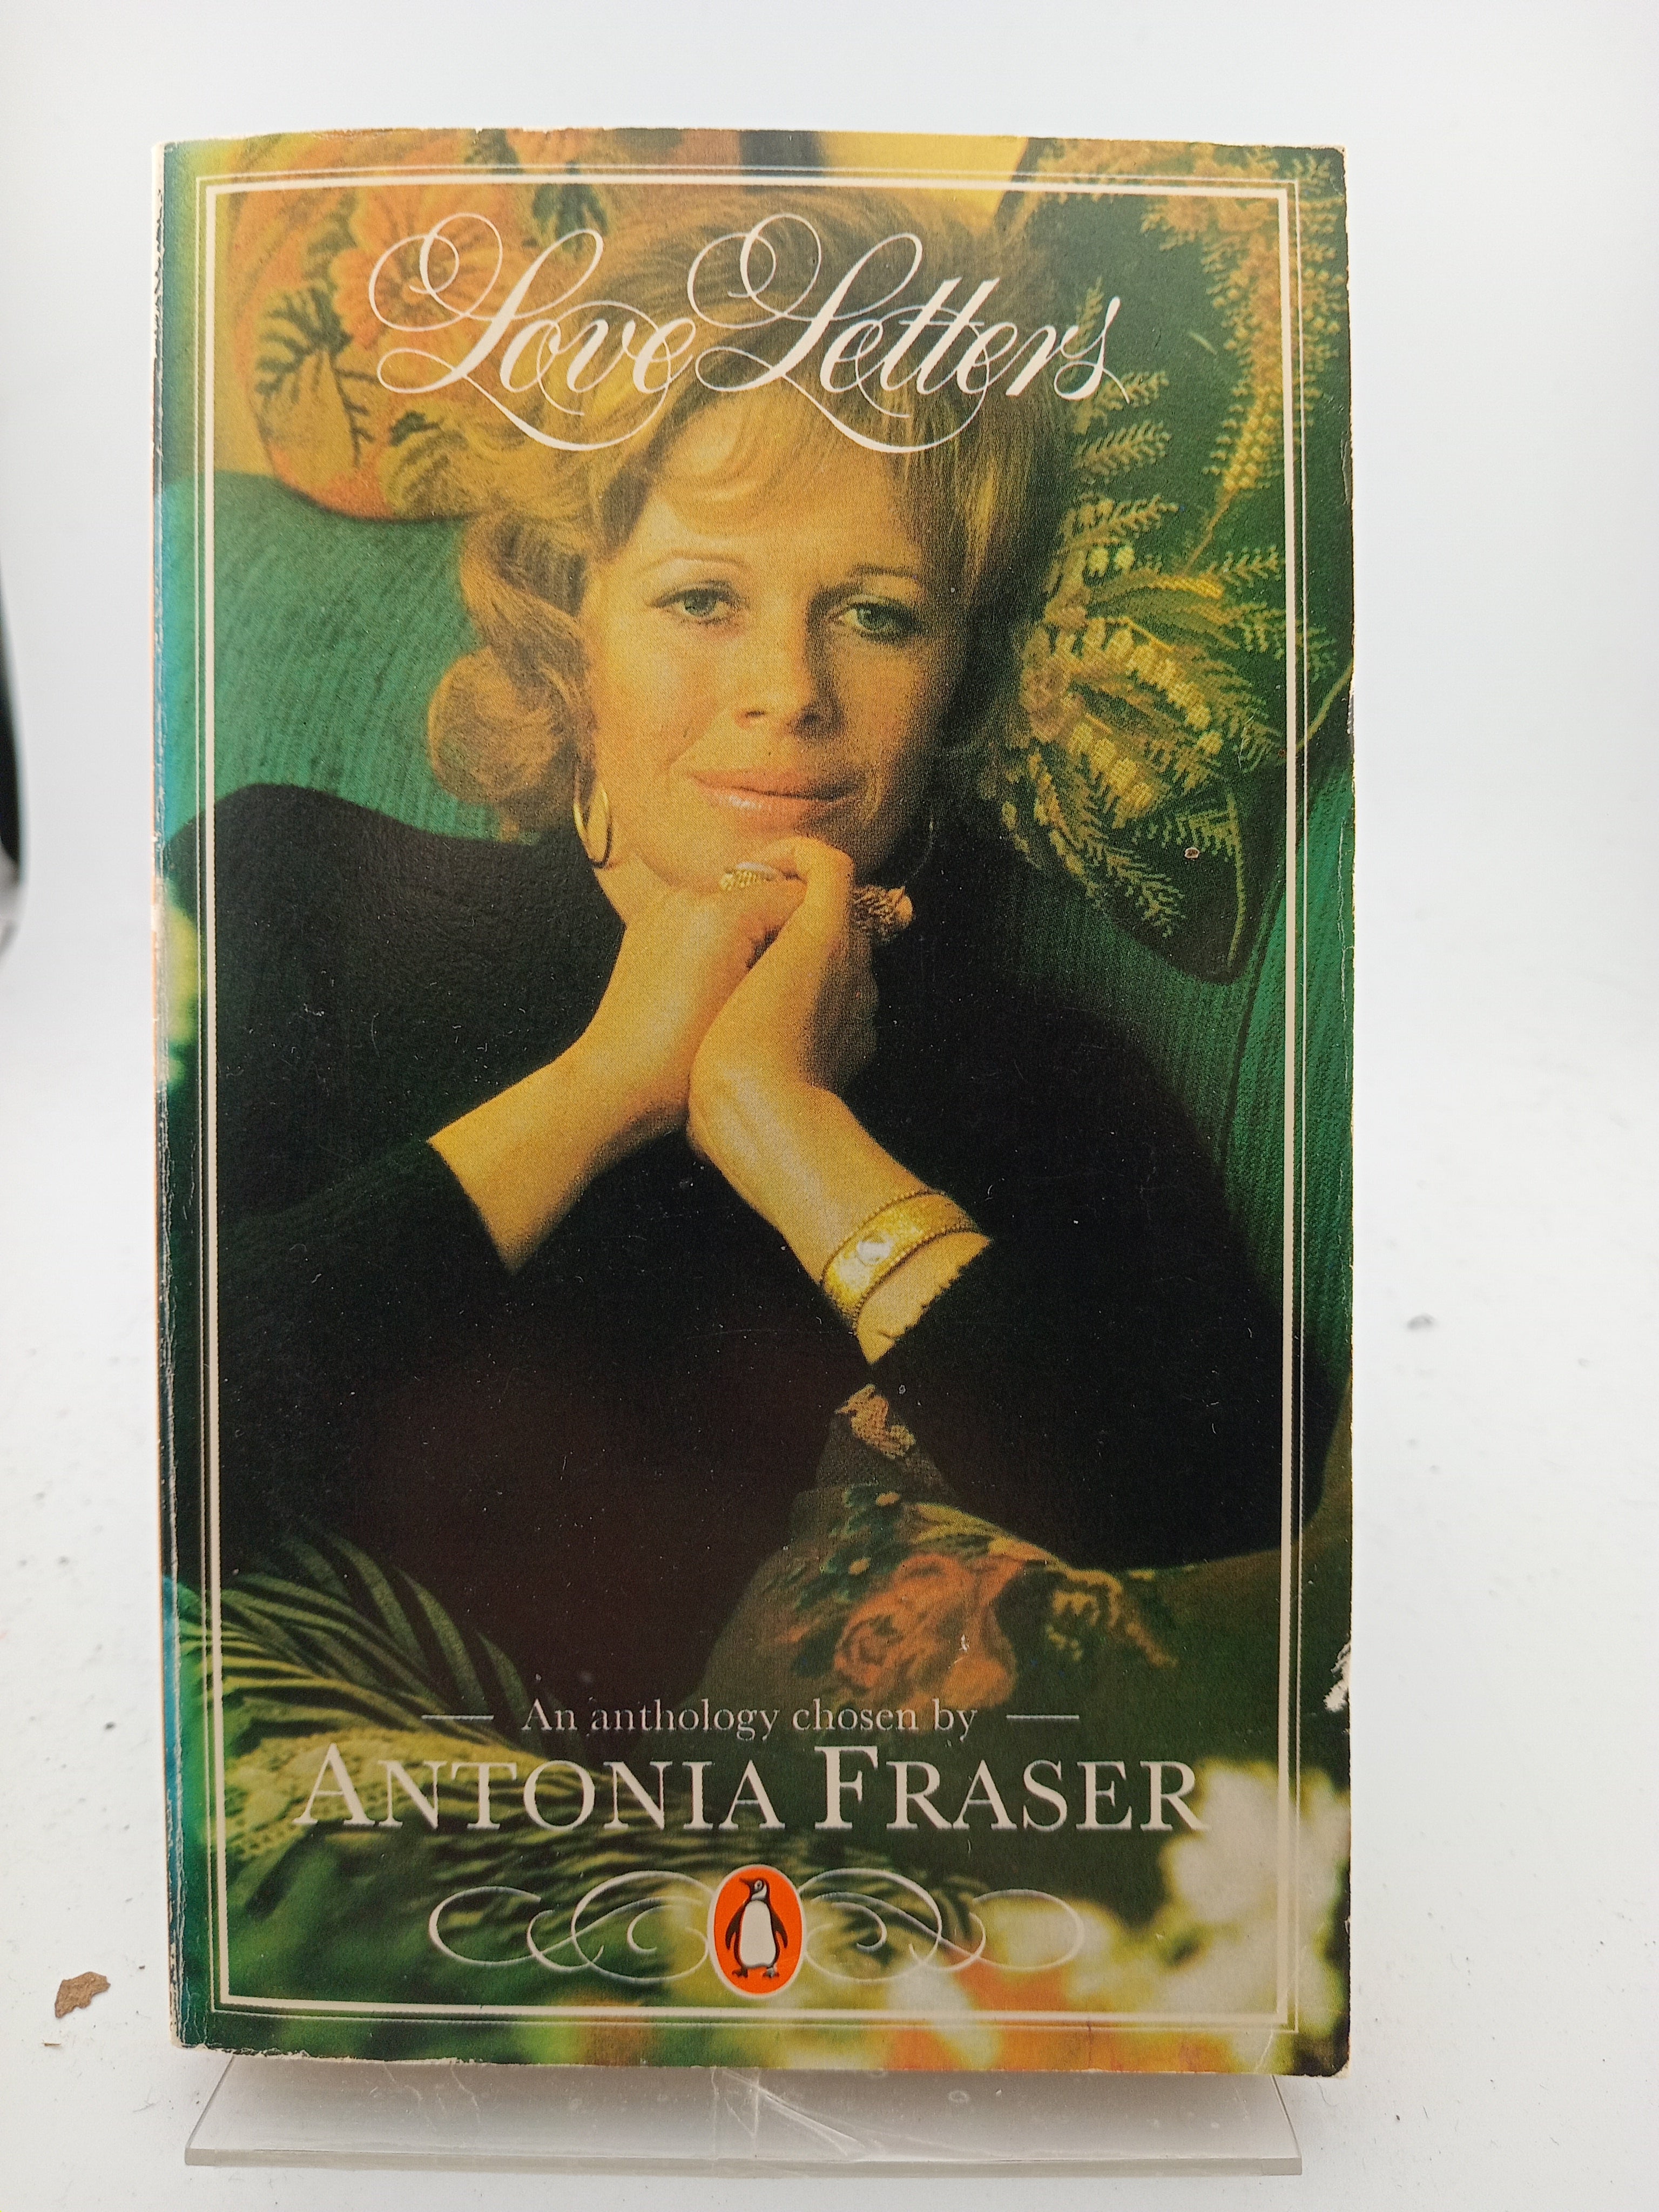 Love Letters
An anthology chosen by
ANTONIA FRASER